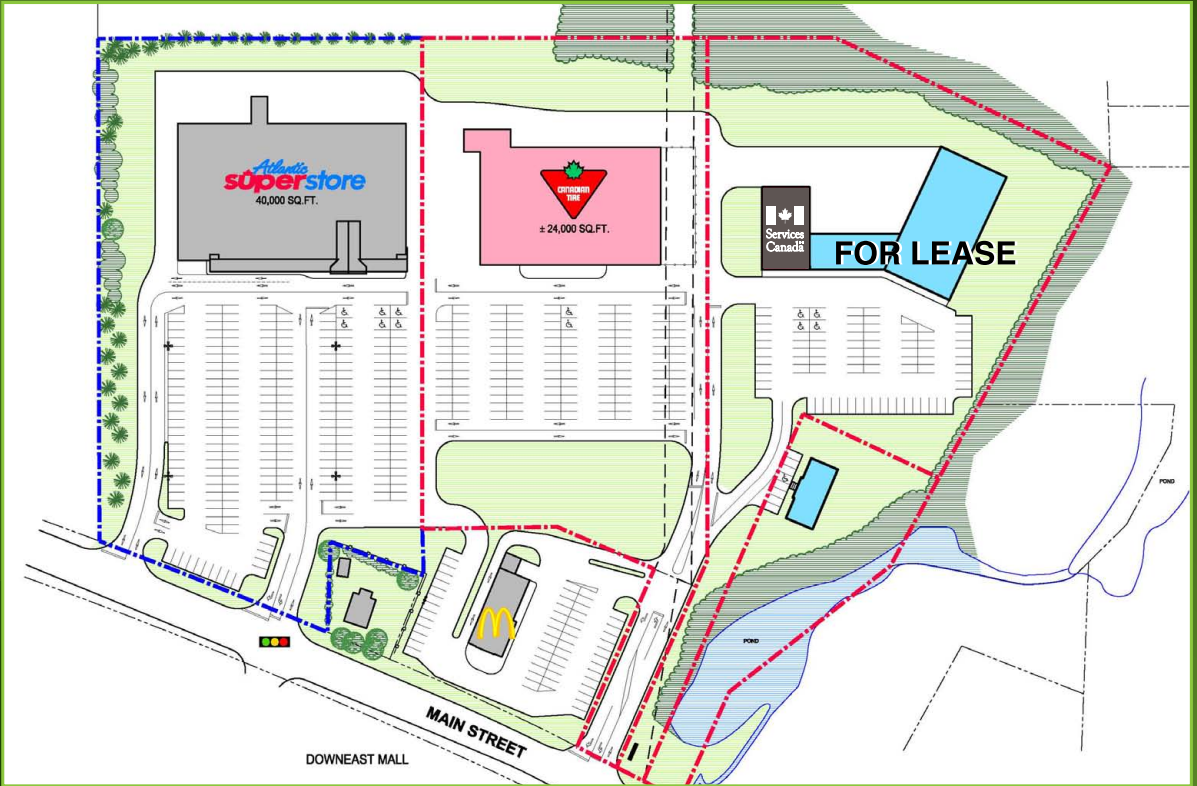 Atlantic
superstore
40,000 SQ.FT.
CANADIAN
TIRE
± 24,000 SQ.FT.
Services
Canada
FOR LEASE
POND
POND
MAIN STREET
DOWNEAST MALL